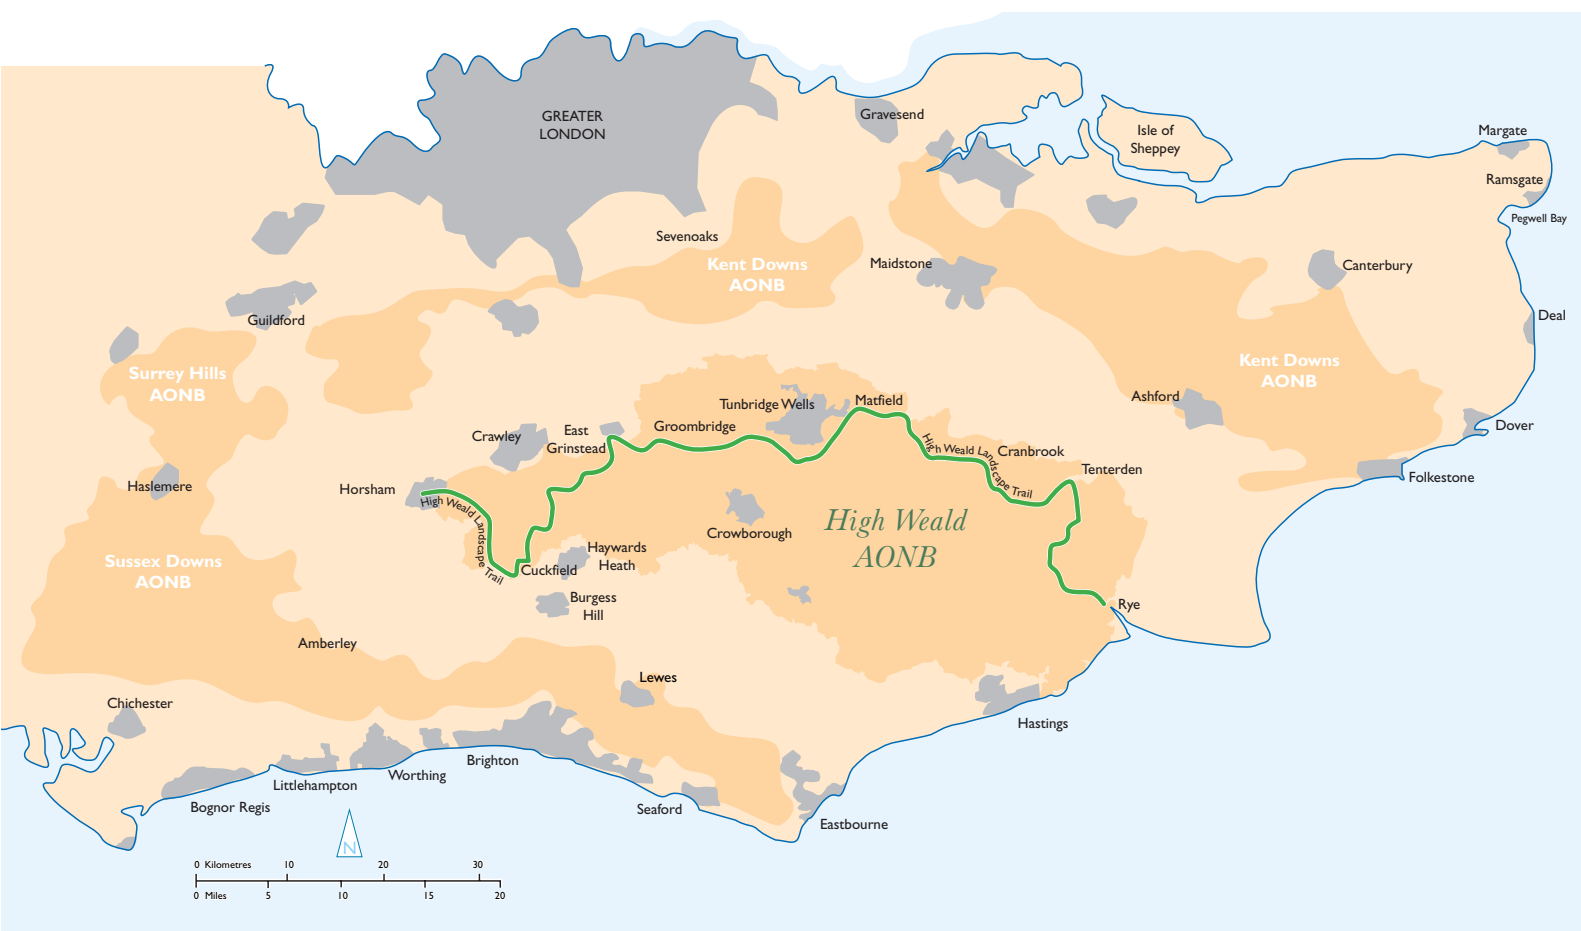 GREATER
LONDON
Gravesend
Isle of
Sheppey
Margate
Ramsgate
Pegwell Bay
Sevenoaks
Kent Downs
AONB
Maidstone
Canterbury
Guildford
Deal
Surrey Hills
AONB
Kent Downs
AONB
Ashford
Tunbridge Wells
Matfield
Dover
Crawley
East
Grinstead
Groombridge
High Weald Landscape Trail
Cranbrook
Tenterden
Folkestone
Haslemere
Horsham
High Weald Landscape Trail
Crowborough
High Weald
AONB
Haywards
Heath
Cuckfield
Sussex Downs
AONB
Burgess
Hill
Rye
Amberley
Lewes
Chichester
Hastings
Brighton
Worthing
Littlehampton
Bognor Regis
Seaford
Eastbourne
N
0 Kilometres 10 20 30
0 Miles 5 10 15 20